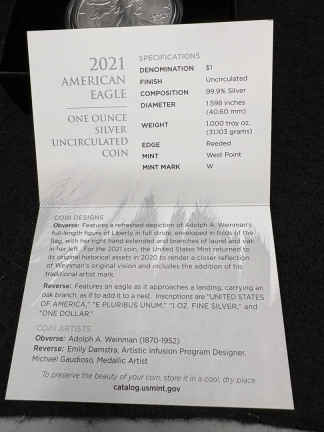 2021
AMERICAN
EAGLE
ONE OUNCE
SILVER
UNCIRCULATED
COIN
SPECIFICATIONS
DENOMINATION $1
FINISH Uncirculated
COMPOSITION 99.9% Silver
DIAMETER 1.598 inches
(40.60 mm)
WEIGHT 1.000 troy oz.
(31.103 grams)
EDGE Reeded
MINT West Point
MINT MARK W
COIN DESIGNS
Obverse: Features a refreshed depiction of Adolph A. Weinman's
full-length figure of Liberty in full stride, enveloped in folds of the
flag, with her right hand extended and branches of laurel and oak
in her left. For the 2021 coin, the United States Mint returned to
its original historical assets in 2020 to render a closer reflection
of Weinman's original vision and includes the addition of his
traditional artist mark.
Reverse: Features an eagle as it approaches a landing, carrying an
oak branch, as if to add it to a nest. Inscriptions are "UNITED STATES
OF AMERICA," "E PLURIBUS UNUM," "1 OZ. FINE SILVER," and
"ONE DOLLAR."
COIN ARTISTS
Obverse: Adolph A. Weinman (1870-1952)
Reverse: Emily Damstra, Artistic Infusion Program Designer,
Michael Gaudioso, Medallic Artist
To preserve the beauty of your coin, store it in a cool, dry place.
catalog.usmint.gov